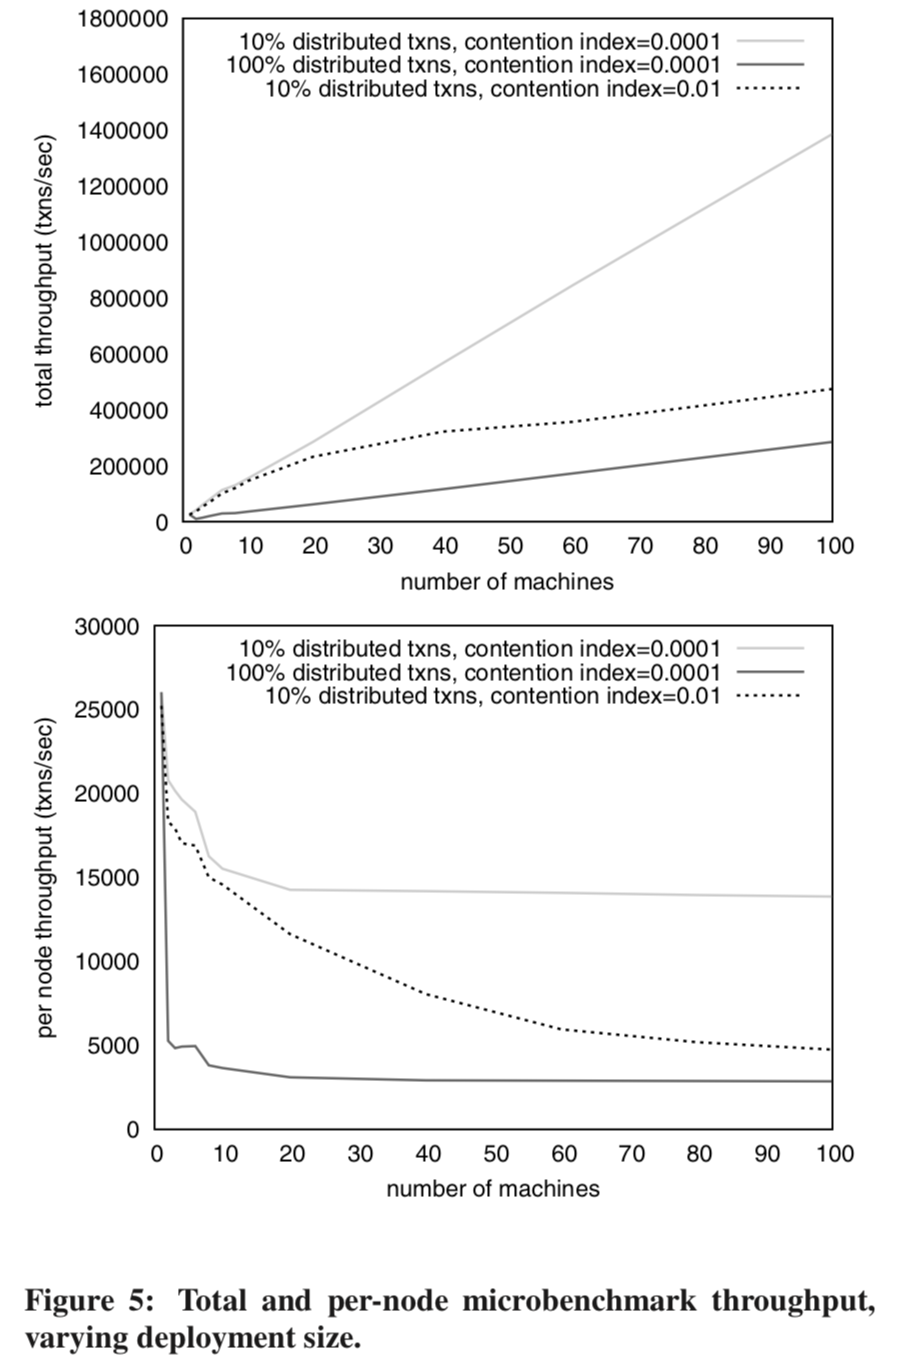 1800000
1600000
1400000
1200000
1000000
800000
600000
400000
200000
0
total throughput (txns/sec)
10% distributed txns, contention index=0.0001
100% distributed txns, contention index=0.0001
10% distributed txns, contention index=0.01
0 10 20 30 40 50 60 70 80 90 100
number of machines
30000
25000
20000
15000
10000
5000
0
per node throughput (txns/sec)
10% distributed txns, contention index=0.0001
100% distributed txns, contention index=0.0001
10% distributed txns, contention index=0.01
0 10 20 30 40 50 60 70 80 90 100
number of machines
Figure 5: Total and per-node microbenchmark throughput,
varying deployment size.